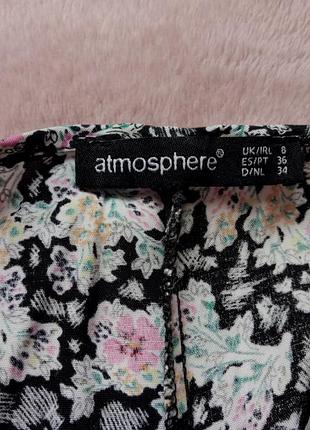 atmosphere®
UK/IRL 8
ES/PT 36
D/NL 34